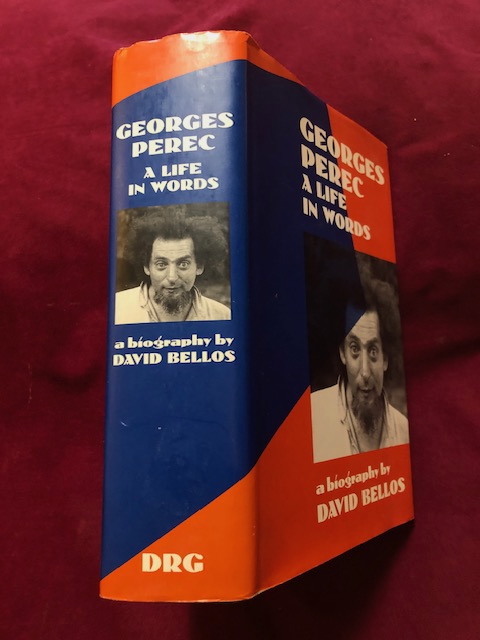 GEORGES
PEREC
A LIFE
IN WORDS
a biography by
DAVID BELLOS
DRG
GEORGES
PEREC
A LIFE
IN WORDS
a biography by
DAVID BELLOS